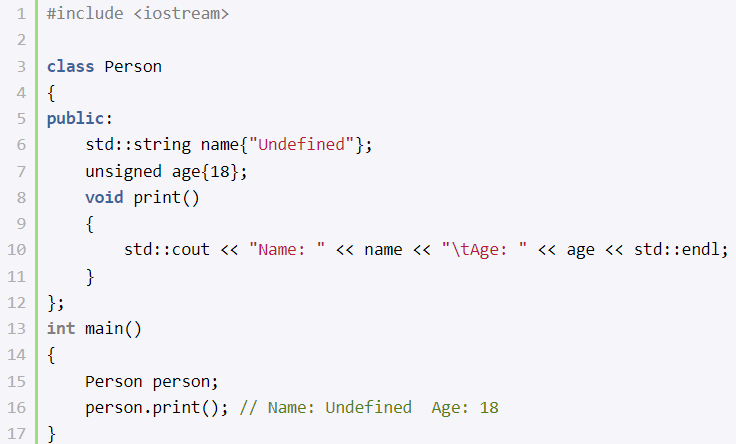 1 #include <iostream>
2
3 class Person
4 {
5 public:
6     std::string name{"Undefined"};
7     unsigned age{18};
8     void print()
9     {
10         std::cout << "Name: " << name << "\tAge: " << age << std::endl;
11     }
12 };
13 int main()
14 {
15     Person person;
16     person.print(); // Name: Undefined  Age: 18
17 }